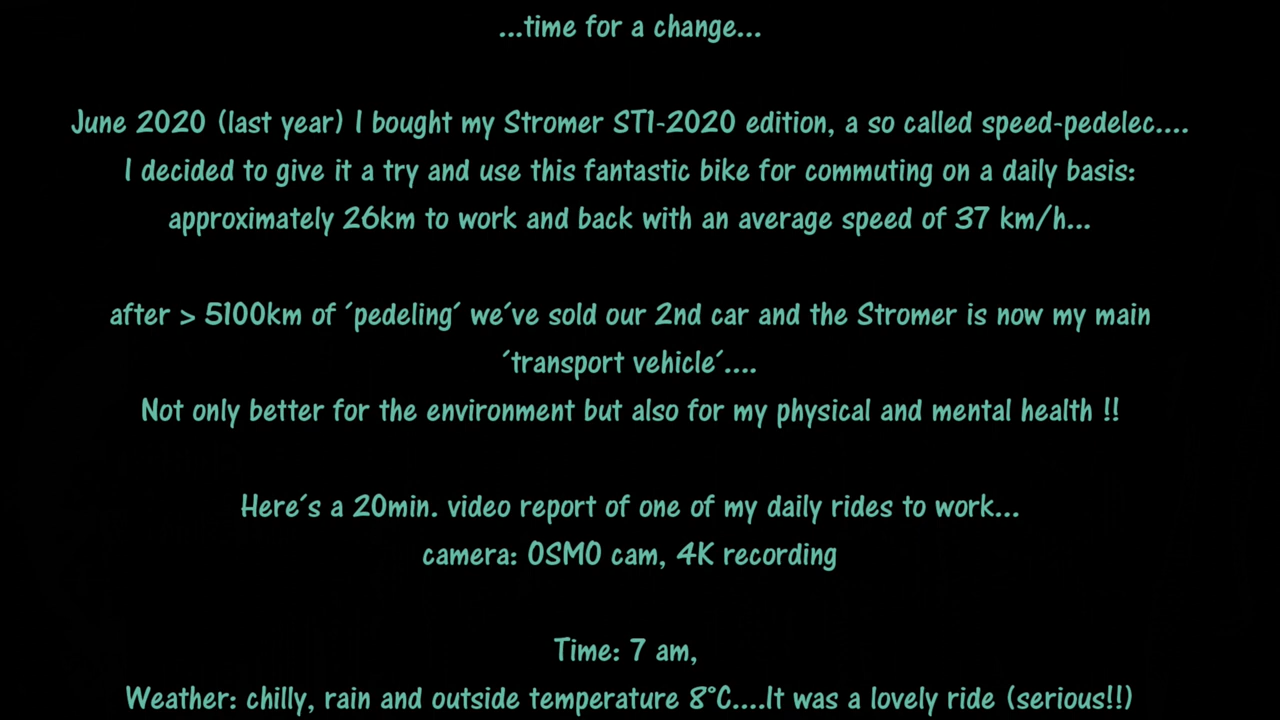 ...time for a change...
June 2020 (last year) I bought my Stromer ST1-2020 edition, a so called speed-pedelec....
I decided to give it a try and use this fantastic bike for commuting on a daily basis:
approximately 26km to work and back with an average speed of 37 km/h...
after > 5100km of ´pedeling´ we´ve sold our 2nd car and the Stromer is now my main
´transport vehicle´....
Not only better for the environment but also for my physical and mental health !!
Here´s a 20min. video report of one of my daily rides to work...
camera: OSMO cam, 4K recording
Time: 7 am,
Weather: chilly, rain and outside temperature 8°C....It was a lovely ride (serious!!)